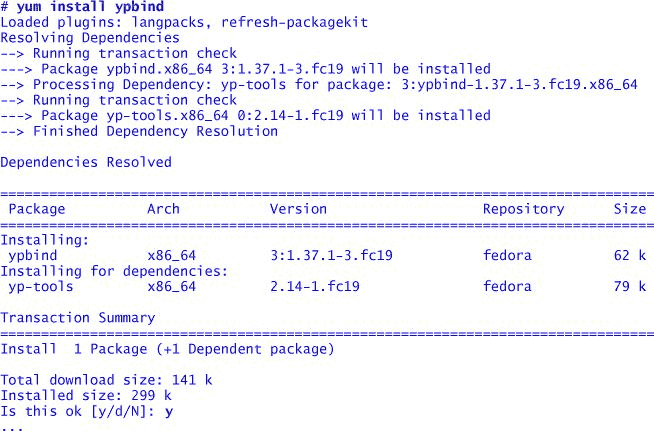 # yum install ypbind
Loaded plugins: langpacks, refresh-packagekit
Resolving Dependencies
--> Running transaction check
---> Package ypbind.x86_64 3:1.37.1-3.fc19 will be installed
--> Processing Dependency: yp-tools for package: 3:ypbind-1.37.1-3.fc19.x86_64
--> Running transaction check
---> Package yp-tools.x86_64 0:2.14-1.fc19 will be installed
--> Finished Dependency Resolution

Dependencies Resolved

================================================================================
 Package          Arch           Version                   Repository      Size
================================================================================
Installing:
 ypbind           x86_64         3:1.37.1-3.fc19           fedora          62 k
Installing for dependencies:
 yp-tools         x86_64         2.14-1.fc19               fedora          79 k

Transaction Summary
================================================================================
Install  1 Package (+1 Dependent package)

Total download size: 141 k
Installed size: 299 k
Is this ok [y/d/N]: y
...